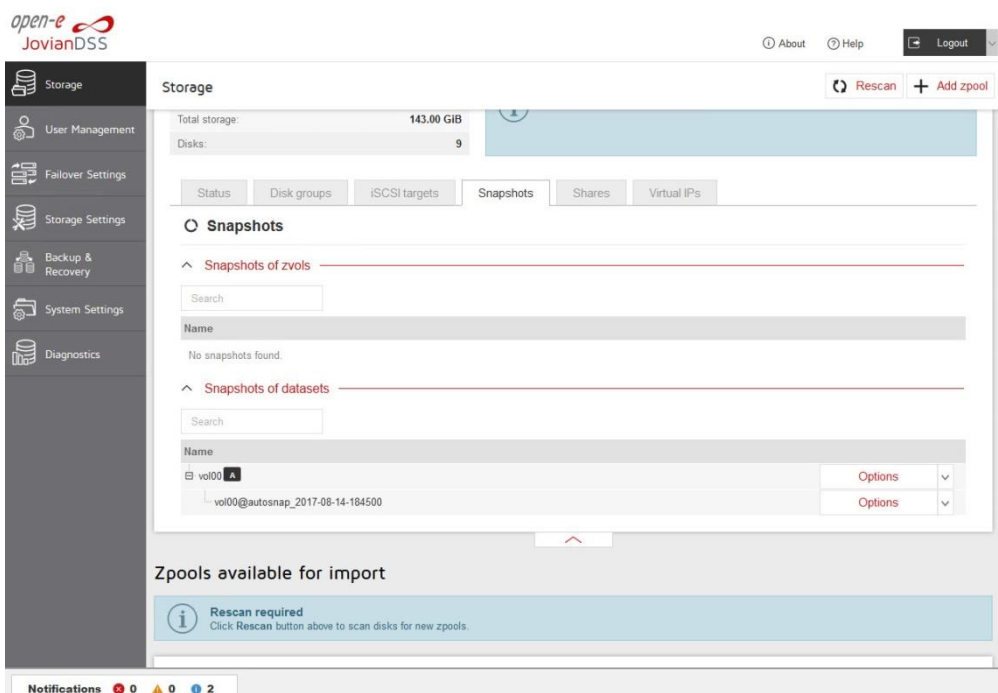 open-e
JovianDSS
About
Help
Logout
Storage
Storage
Rescan
Add zpool
User Management
Failover Settings
Storage Settings
Backup &
Recovery
System Settings
Diagnostics
Total storage: 143.00 GiB
Disks: 9
Status
Disk groups
iSCSI targets
Snapshots
Shares
Virtual IPs
Snapshots
Snapshots of zvols
Search
Name
No snapshots found.
Snapshots of datasets
Search
Name
vol00 A
Options
vol00@autosnap_2017-08-14-184500
Options
Zpools available for import
Rescan required
Click Rescan button above to scan disks for new zpools.
Notifications 0 0 2